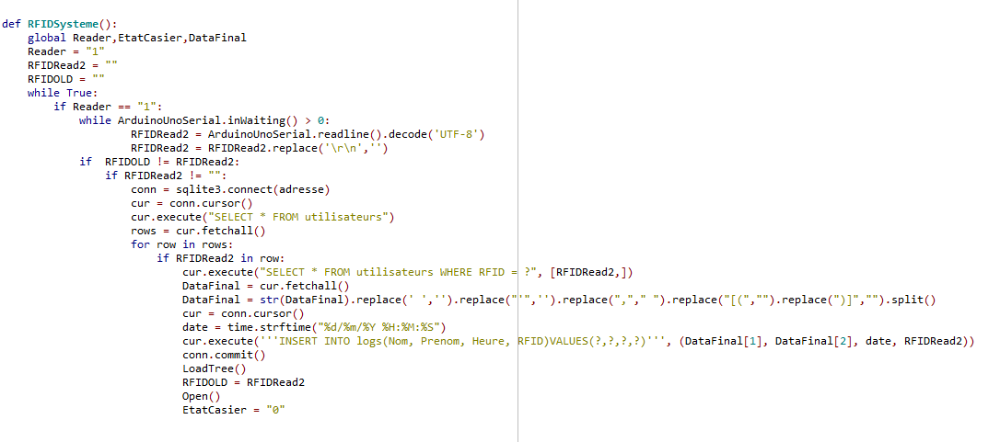 def RFIDSysteme():
    global Reader,EtatCasier,DataFinal
    Reader = "1"
    RFIDRead2 = ""
    RFIDOLD = ""
    while True:
        if Reader == "1":
            while ArduinoUnoSerial.inWaiting() > 0:
                    RFIDRead2 = ArduinoUnoSerial.readline().decode('UTF-8')
                    RFIDRead2 = RFIDRead2.replace('\r\n','')
            if  RFIDOLD != RFIDRead2:
                if RFIDRead2 != "":
                    conn = sqlite3.connect(adresse)
                    cur = conn.cursor()
                    cur.execute("SELECT * FROM utilisateurs")
                    rows = cur.fetchall()
                    for row in rows:
                        if RFIDRead2 in row:
                            cur.execute("SELECT * FROM utilisateurs WHERE RFID = ?", [RFIDRead2,])
                            DataFinal = cur.fetchall()
                            DataFinal = str(DataFinal).replace(' ','').replace("'",'').replace(","," ").replace("[(","").replace(")]","").split()
                            cur = conn.cursor()
                            date = time.strftime("%d/%m/%Y %H:%M:%S")
                            cur.execute('''INSERT INTO logs(Nom, Prenom, Heure, RFID)VALUES(?,?,?,?)''', (DataFinal[1], DataFinal[2], date, RFIDRead2))
                            conn.commit()
                            LoadTree()
                            RFIDOLD = RFIDRead2
                            Open()
                            EtatCasier = "0"